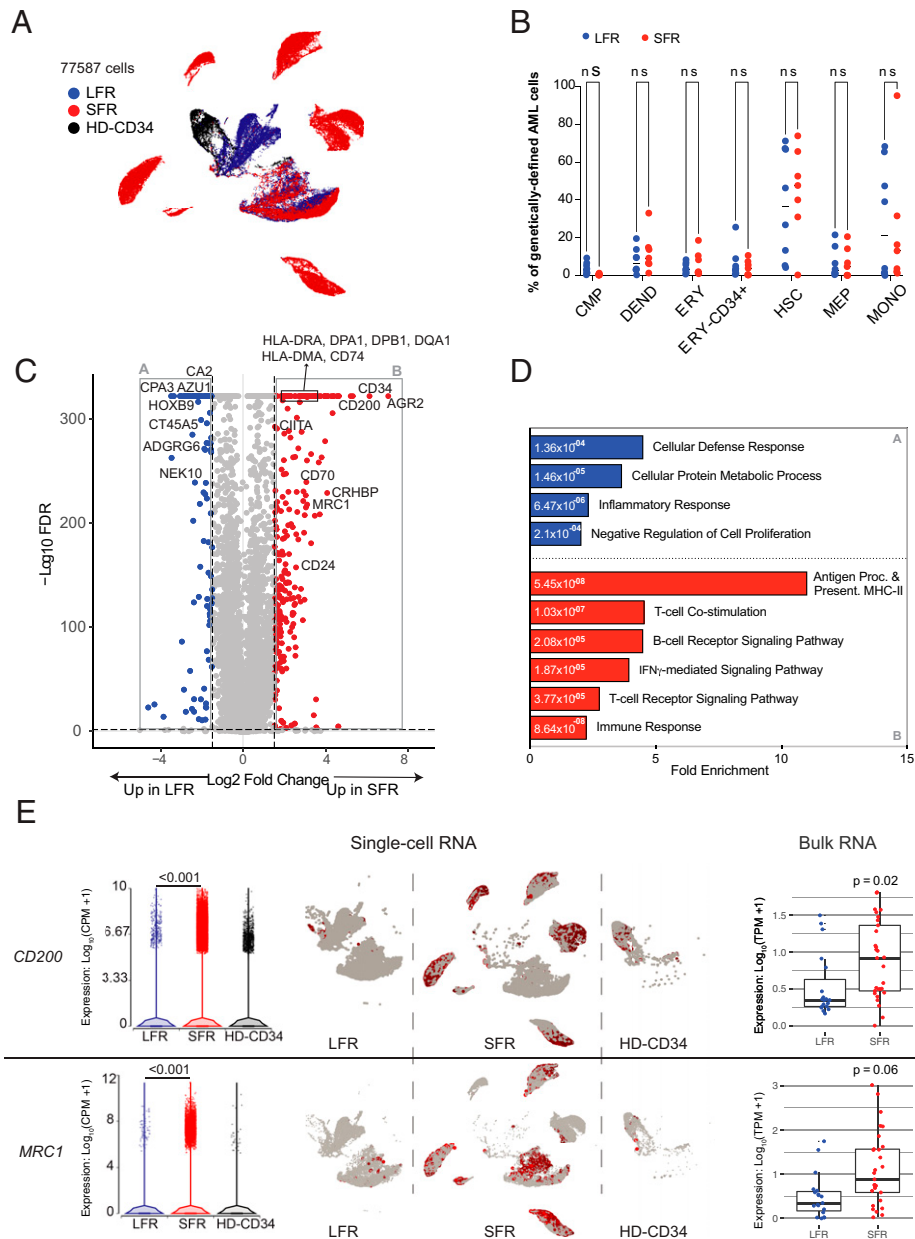 A
77587 cells
LFR
SFR
HD-CD34
B
LFR SFR
n s n s n s n s n s n s n s
% of genetically-defined AML cells
100
80
60
40
20
0
CMP
DEND
ERY
ERY-CD34+
HSC
MEP
MONO
C
HLA-DRA, DPA1, DPB1, DQA1
HLA-DMA, CD74
A
B
CA2
CPA3 AZU1
HOXB9
CT45A5
ADGRG6
NEK10
CD34
CD200 AGR2
CIITA
CD70
CRHBP
MRC1
CD24
−Log10 FDR
300
200
100
0
−4 0 4 8
Log2 Fold Change
Up in LFR Up in SFR
D
A
1.36x10-04 Cellular Defense Response
1.46x10-05 Cellular Protein Metabolic Process
6.47x10-06 Inflammatory Response
2.1x10-04 Negative Regulation of Cell Proliferation
5.45x10-08 Antigen Proc. &
Present. MHC-II
1.03x10-07 T-cell Co-stimulation
2.08x10-05 B-cell Receptor Signaling Pathway
1.87x10-05 IFNγ-mediated Signaling Pathway
3.77x10-05 T-cell Receptor Signaling Pathway
8.64x10-08 Immune Response
B
0 5 10 15
Fold Enrichment
E
Single-cell RNA
Bulk RNA
CD200
Expression: Log10(CPM +1)
<0.001
10
6.67
3.33
0
LFR SFR HD-CD34
LFR SFR HD-CD34
p = 0.02
Expression: Log10(TPM +1)
1.5
1.0
0.5
0.0
LFR SFR
MRC1
Expression: Log10(CPM +1)
<0.001
12
8
4
0
LFR SFR HD-CD34
LFR SFR HD-CD34
p = 0.06
Expression: Log10(TPM +1)
3
2
1
0
LFR SFR